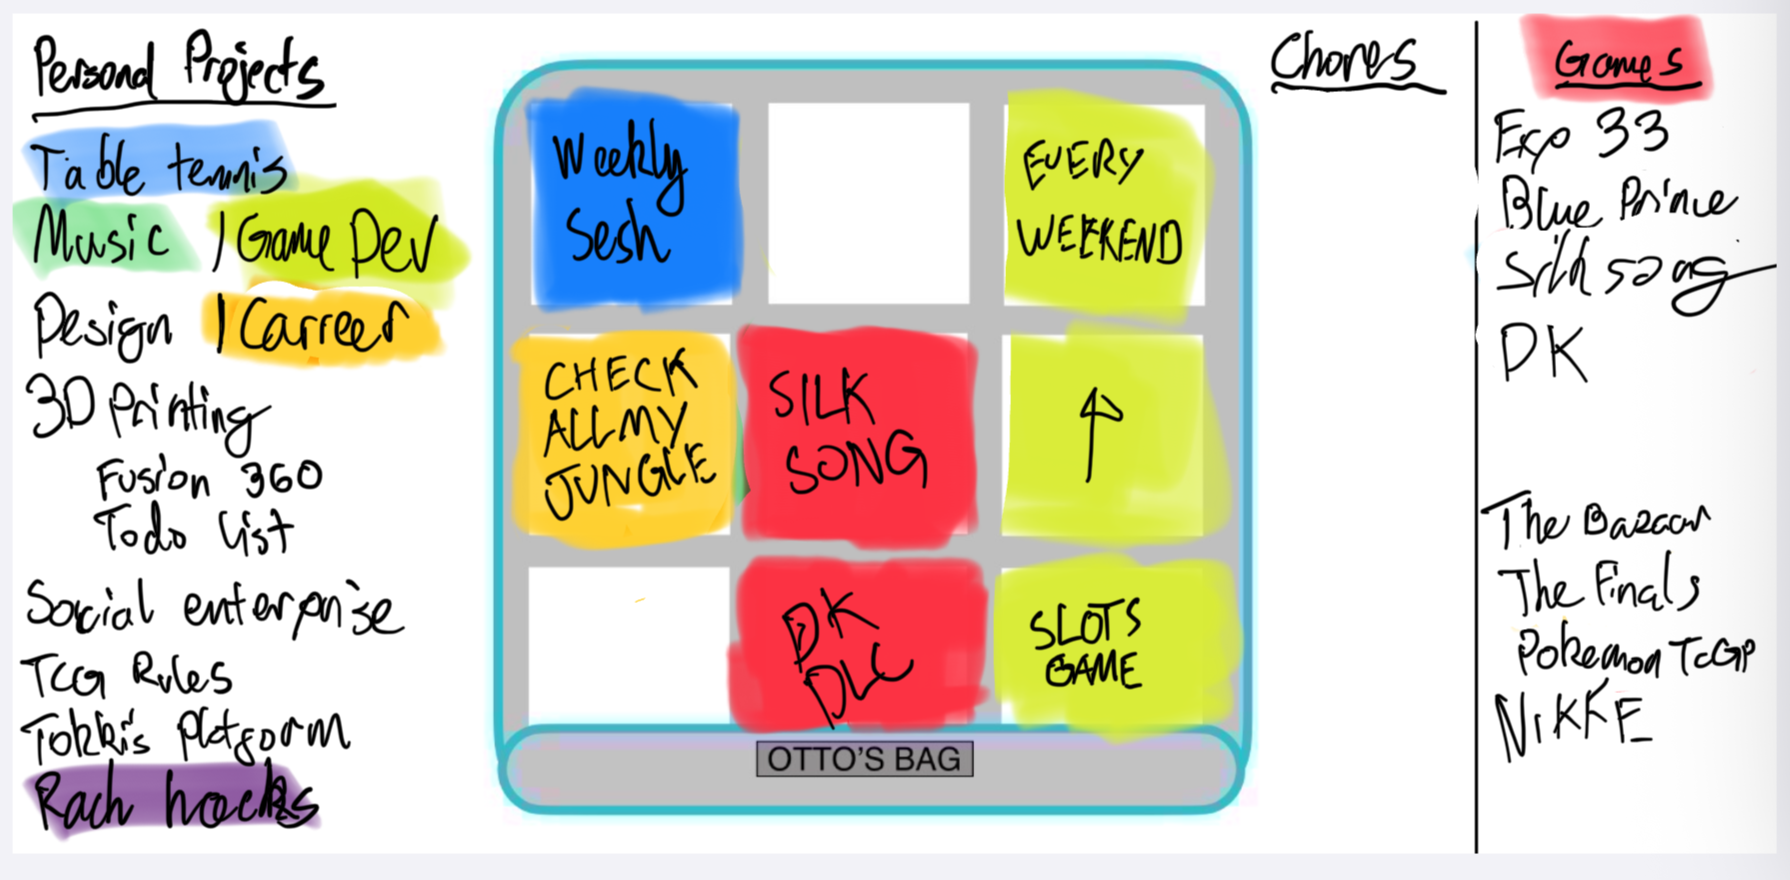 Personal Projects
Table tennis
Music / Game Dev
Design / Carreer
3D Printing
Fusion 360
Todo list
Social enterprise
TCG Rules
Tokki's platform
Rach hacks
Weekly
Sesh
EVERY
WEEKEND
CHECK
ALL MY
JUNGLE
SILK
SONG
DK
DLC
SLOTS
GAME
OTTO'S BAG
Chores
Games
Exp 33
Blue Prince
Silksong
DK
The Bazaar
The Finals
Pokemon TCGP
NIKKE